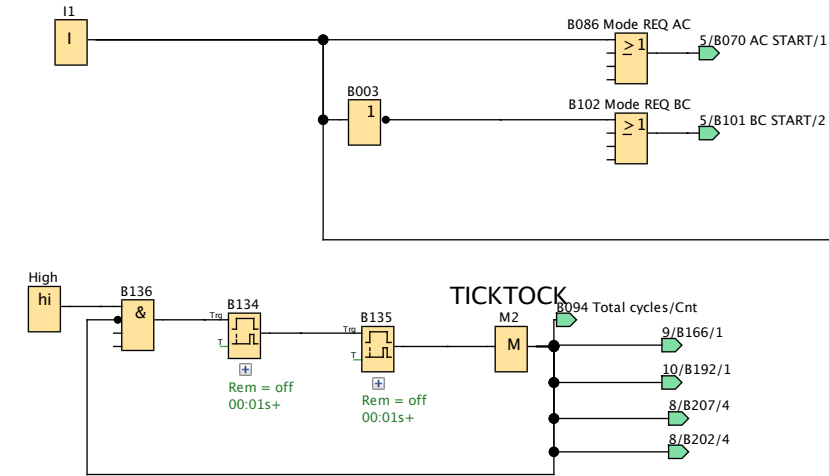 I1
I
B086 Mode REQ AC
≥1
5/B070 AC START/1
B003
1
B102 Mode REQ BC
≥1
5/B101 BC START/2
High
hi
B136
&
Trg
B134
T
Rem = off
00:01s+
Trg
B135
T
Rem = off
00:01s+
TICKTOCK
M2
M
B094 Total cycles/Cnt
9/B166/1
10/B192/1
8/B207/4
8/B202/4